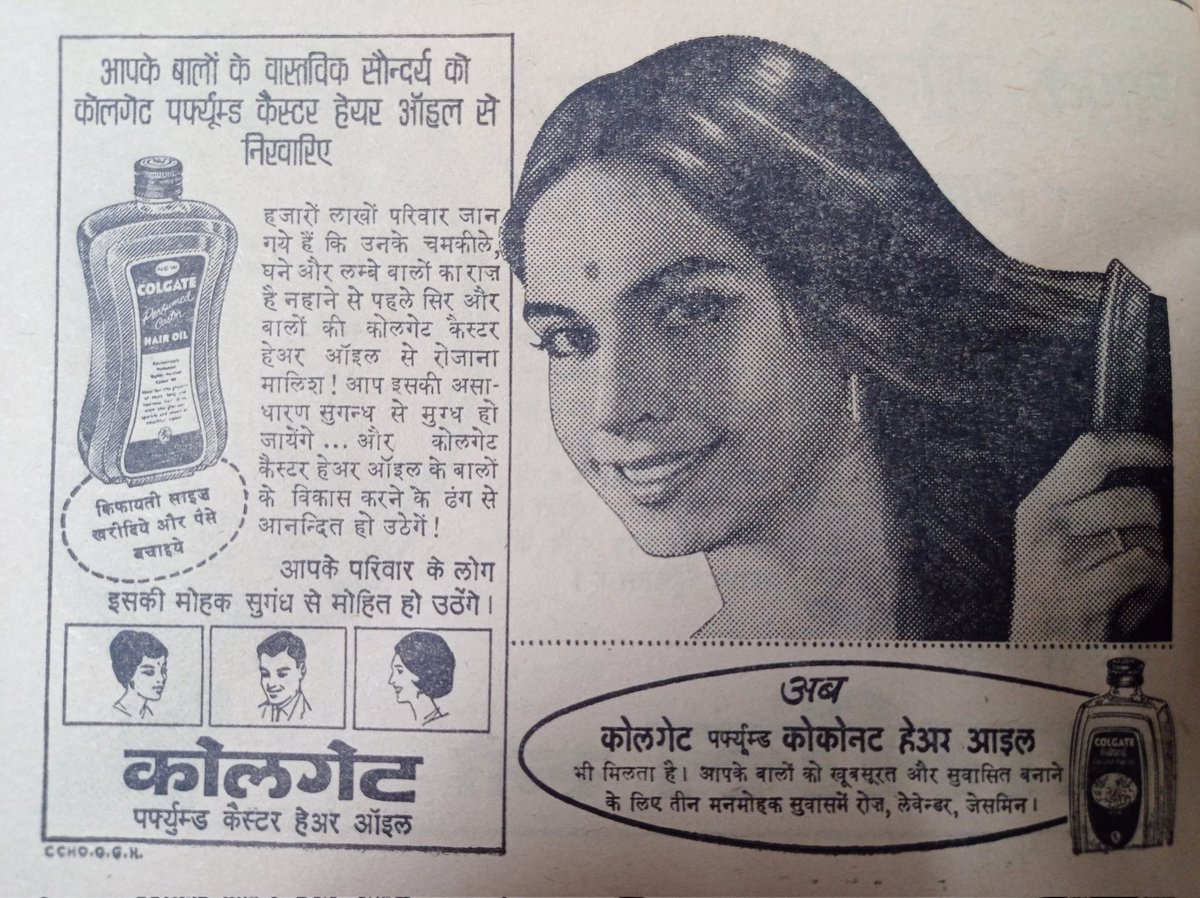 आपके बालों के वास्तविक सौन्दर्य को
कोलगेट पर्फ्यूम्ड कैस्टर हेयर ऑइल से
निखारिए
NEW
COLGATE
Perfumed
Castor
HAIR OIL
हजारों लाखों परिवार जान
गये हैं कि उनके चमकीले,
घने और लम्बे बालों का राज़
है नहाने से पहले सिर और
बालों की कोलगेट कैस्टर
हेअर ऑइल से रोजाना
मालिश! आप इसकी असा-
धारण सुगन्ध से मुग्ध हो
जायेंगे ... और कोलगेट
कैस्टर हेअर ऑइल के बालों
के विकास करने के ढंग से
आनन्दित हो उठेगें!
किफायती साइज़
खरीदिये और पैसे
बचाइये
आपके परिवार के लोग
इसकी मोहक सुगंध से मोहित हो उठेंगे।
कोलगेट
पर्फ्युम्ड कैस्टर हेअर ऑइल
CCHO.G.G.H.
अब
कोलगेट पर्फ्यूम्ड कोकोनट हेअर आइल
भी मिलता है। आपके बालों को खूबसूरत और सुवासित बनाने
के लिए तीन मनमोहक सुवासमें रोज़, लेवेन्डर, जेसमिन।
COLGATE